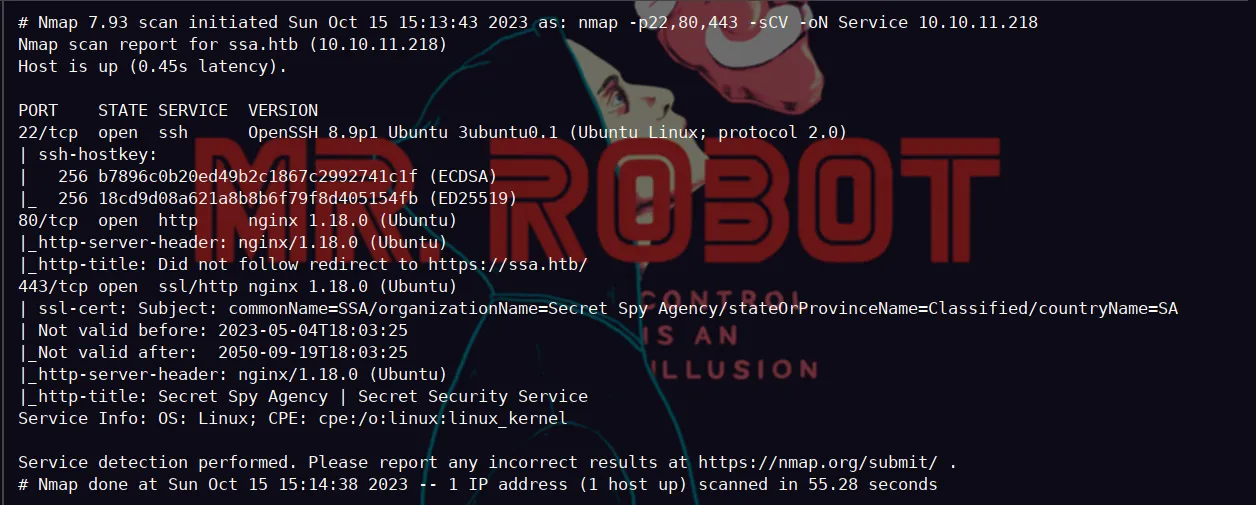 # Nmap 7.93 scan initiated Sun Oct 15 15:13:43 2023 as: nmap -p22,80,443 -sCV -oN Service 10.10.11.218
Nmap scan report for ssa.htb (10.10.11.218)
Host is up (0.45s latency).
PORT    STATE SERVICE  VERSION
22/tcp  open  ssh      OpenSSH 8.9p1 Ubuntu 3ubuntu0.1 (Ubuntu Linux; protocol 2.0)
| ssh-hostkey:
|   256 b7896c0b20ed49b2c1867c2992741c1f (ECDSA)
|_  256 18cd9d08a621a8b8b6f79f8d405154fb (ED25519)
80/tcp  open  http     nginx 1.18.0 (Ubuntu)
|_http-server-header: nginx/1.18.0 (Ubuntu)
|_http-title: Did not follow redirect to https://ssa.htb/
443/tcp open  ssl/http nginx 1.18.0 (Ubuntu)
| ssl-cert: Subject: commonName=SSA/organizationName=Secret Spy Agency/stateOrProvinceName=Classified/countryName=SA
| Not valid before: 2023-05-04T18:03:25
|_Not valid after:  2050-09-19T18:03:25
|_http-server-header: nginx/1.18.0 (Ubuntu)
|_http-title: Secret Spy Agency | Secret Security Service
Service Info: OS: Linux; CPE: cpe:/o:linux:linux_kernel
Service detection performed. Please report any incorrect results at https://nmap.org/submit/ .
# Nmap done at Sun Oct 15 15:14:38 2023 -- 1 IP address (1 host up) scanned in 55.28 seconds
MR. ROBOT
CONTROL
IS AN
ILLUSION